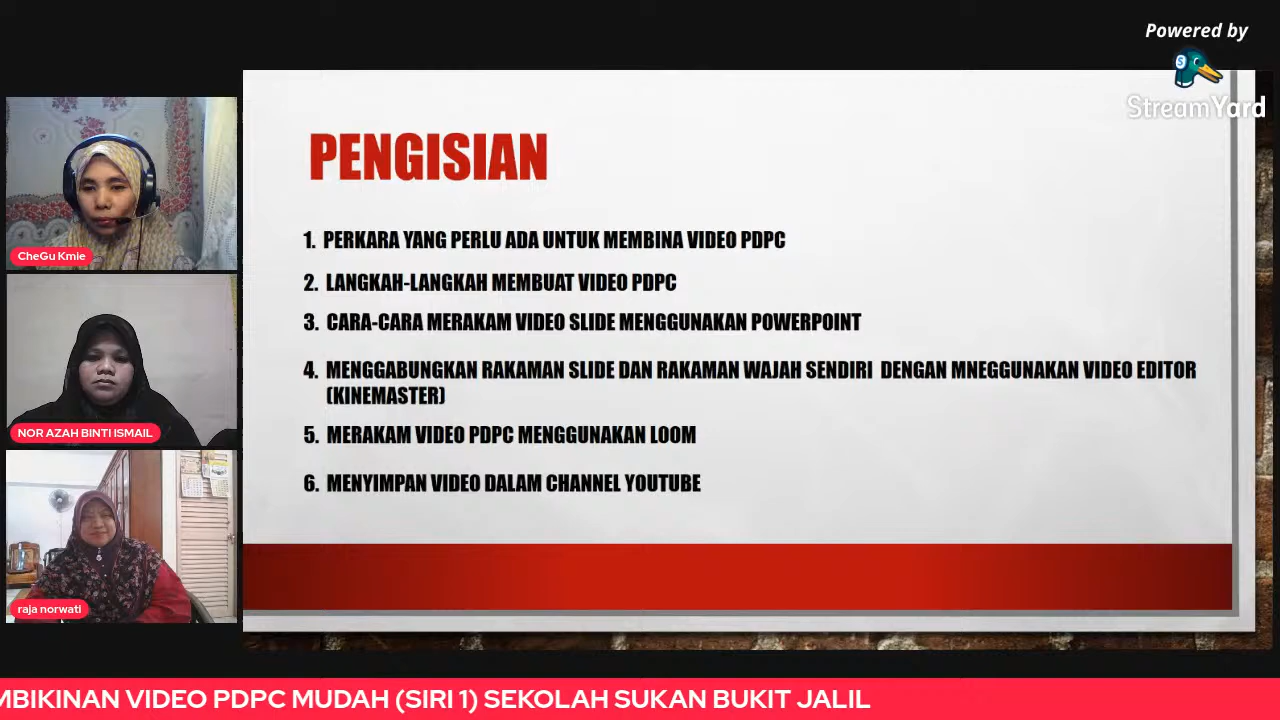 Powered by
StreamYard
PENGISIAN
1. PERKARA YANG PERLU ADA UNTUK MEMBINA VIDEO PDPC
2. LANGKAH-LANGKAH MEMBUAT VIDEO PDPC
3. CARA-CARA MERAKAM VIDEO SLIDE MENGGUNAKAN POWERPOINT
4. MENGGABUNGKAN RAKAMAN SLIDE DAN RAKAMAN WAJAH SENDIRI DENGAN MNEGGUNAKAN VIDEO EDITOR
(KINEMASTER)
5. MERAKAM VIDEO PDPC MENGGUNAKAN LOOM
6. MENYIMPAN VIDEO DALAM CHANNEL YOUTUBE
CheGu Kmie
NOR AZAH BINTI ISMAIL
raja norwati
MBIKINAN VIDEO PDPC MUDAH (SIRI 1) SEKOLAH SUKAN BUKIT JALIL